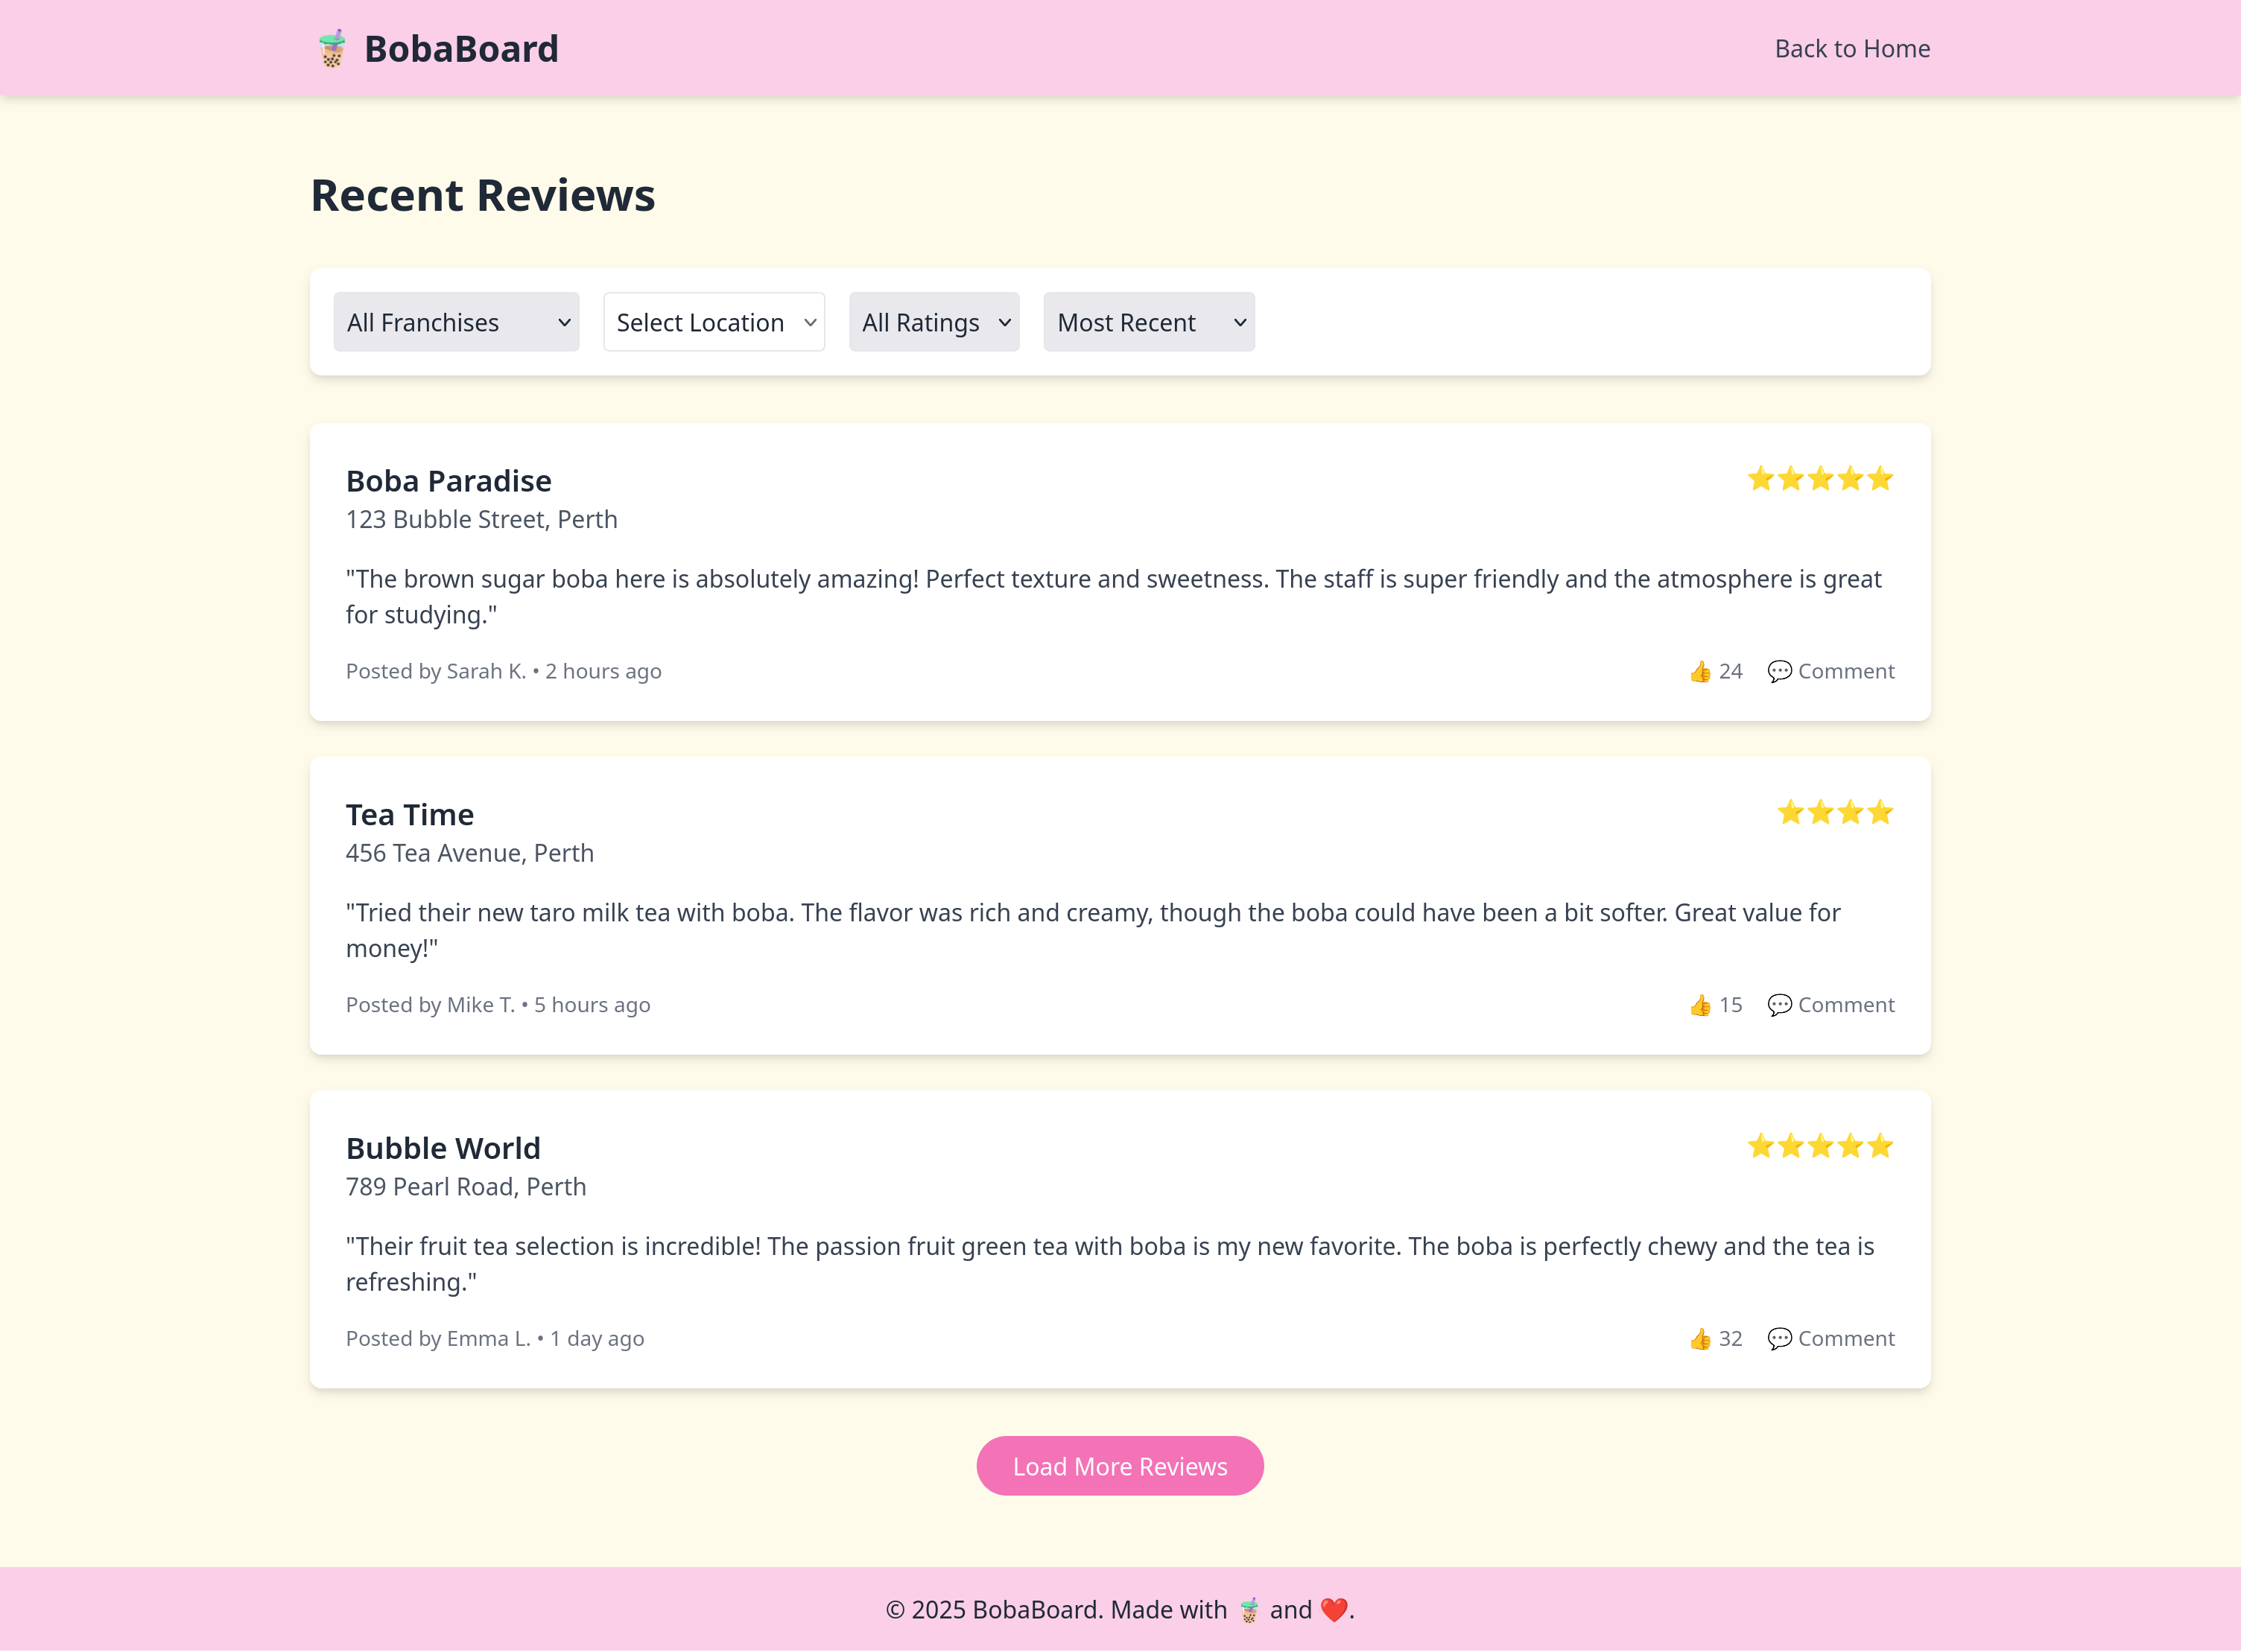 🧋 BobaBoard
Back to Home
Recent Reviews
All Franchises
Select Location
All Ratings
Most Recent
Boba Paradise
⭐⭐⭐⭐⭐
123 Bubble Street, Perth
"The brown sugar boba here is absolutely amazing! Perfect texture and sweetness. The staff is super friendly and the atmosphere is great
for studying."
Posted by Sarah K. • 2 hours ago
👍 24
💬 Comment
Tea Time
⭐⭐⭐⭐
456 Tea Avenue, Perth
"Tried their new taro milk tea with boba. The flavor was rich and creamy, though the boba could have been a bit softer. Great value for
money!"
Posted by Mike T. • 5 hours ago
👍 15
💬 Comment
Bubble World
⭐⭐⭐⭐⭐
789 Pearl Road, Perth
"Their fruit tea selection is incredible! The passion fruit green tea with boba is my new favorite. The boba is perfectly chewy and the tea is
refreshing."
Posted by Emma L. • 1 day ago
👍 32
💬 Comment
Load More Reviews
© 2025 BobaBoard. Made with 🧋 and ❤️.